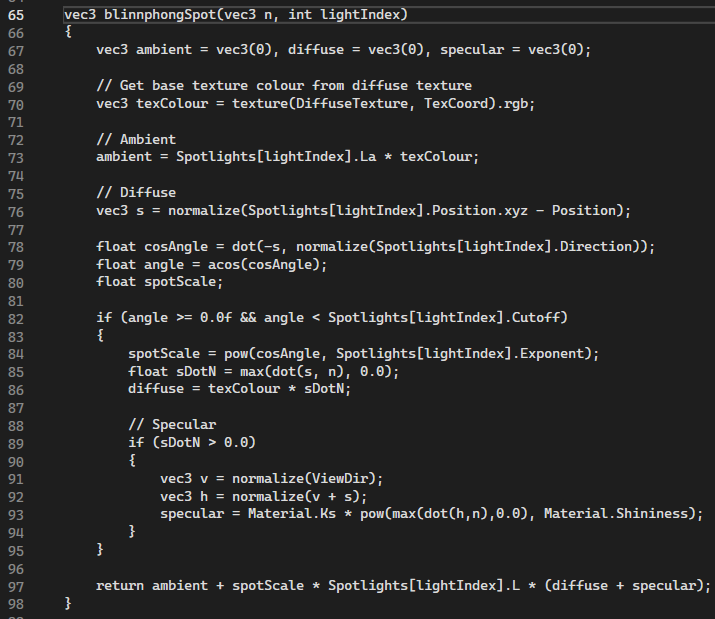 65 vec3 blinnphongSpot(vec3 n, int lightIndex)
66 {
67 vec3 ambient = vec3(0), diffuse = vec3(0), specular = vec3(0);
68
69 // Get base texture colour from diffuse texture
70 vec3 texColour = texture(DiffuseTexture, TexCoord).rgb;
71
72 // Ambient
73 ambient = Spotlights[lightIndex].La * texColour;
74
75 // Diffuse
76 vec3 s = normalize(Spotlights[lightIndex].Position.xyz - Position);
77
78 float cosAngle = dot(-s, normalize(Spotlights[lightIndex].Direction));
79 float angle = acos(cosAngle);
80 float spotScale;
81
82 if (angle >= 0.0f && angle < Spotlights[lightIndex].Cutoff)
83 {
84 spotScale = pow(cosAngle, Spotlights[lightIndex].Exponent);
85 float sDotN = max(dot(s, n), 0.0);
86 diffuse = texColour * sDotN;
87
88 // Specular
89 if (sDotN > 0.0)
90 {
91 vec3 v = normalize(ViewDir);
92 vec3 h = normalize(v + s);
93 specular = Material.Ks * pow(max(dot(h,n),0.0), Material.Shininess);
94 }
95 }
96
97 return ambient + spotScale * Spotlights[lightIndex].L * (diffuse + specular);
98 }